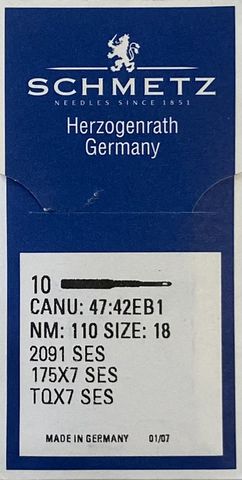 SCHMETZ
NEEDLES SINCE 1851
Herzogenrath
Germany
10
CANU: 47:42EB1
NM: 110 SIZE: 18
2091 SES
175X7 SES
TQX7 SES
MADE IN GERMANY 01/07